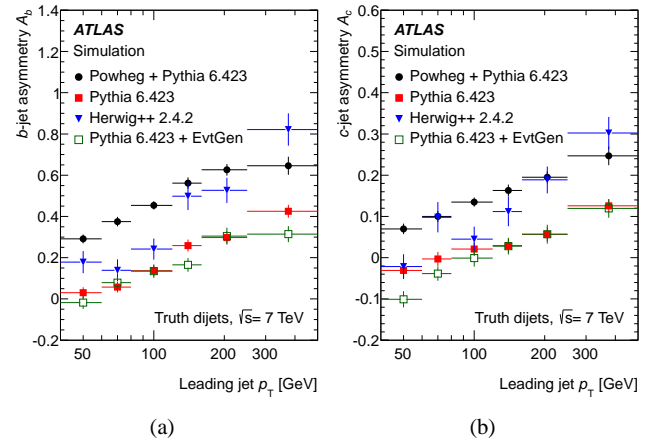 b-jet asymmetry A_b
1.4
1.2
1
0.8
0.6
0.4
0.2
0
-0.2
ATLAS
Simulation
Powheg + Pythia 6.423
Pythia 6.423
Herwig++ 2.4.2
Pythia 6.423 + EvtGen
Truth dijets, √s= 7 TeV
50
100
200
300
Leading jet p_T [GeV]
(a)
c-jet asymmetry A_c
0.6
0.5
0.4
0.3
0.2
0.1
0
-0.1
-0.2
ATLAS
Simulation
Powheg + Pythia 6.423
Pythia 6.423
Herwig++ 2.4.2
Pythia 6.423 + EvtGen
Truth dijets, √s= 7 TeV
50
100
200
300
Leading jet p_T [GeV]
(b)